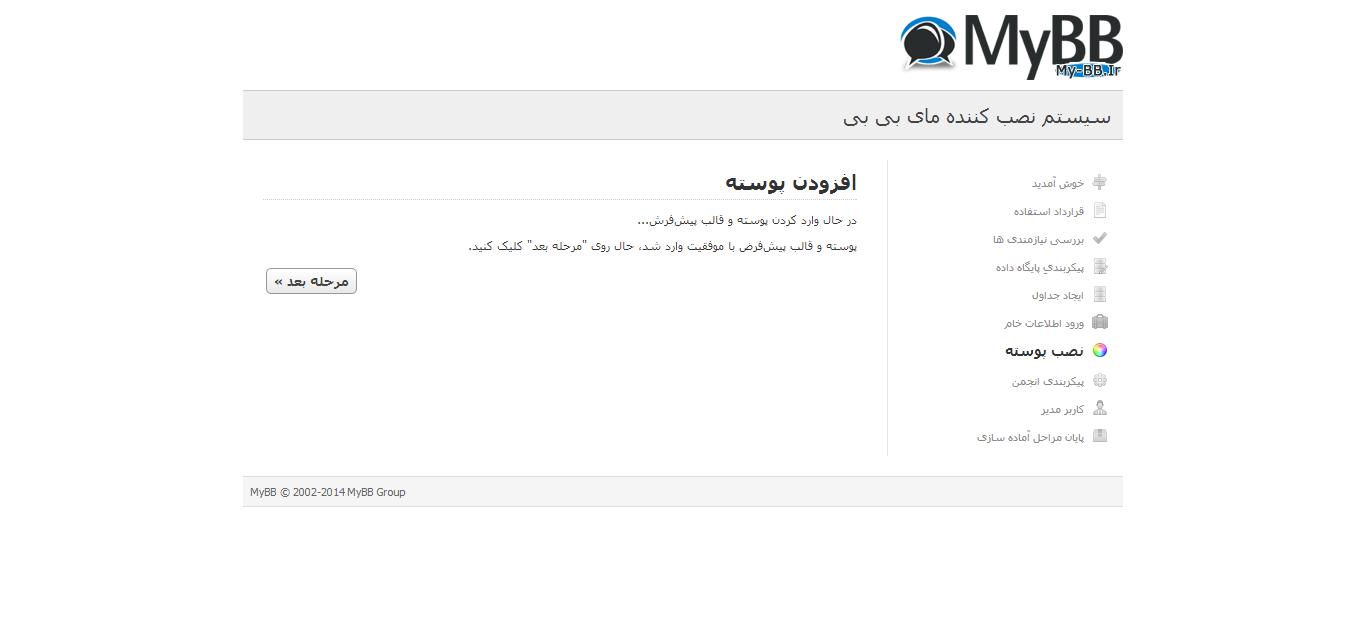 MyBB
My-BB.Ir
سیستم نصب کننده مای بی بی
خوش آمدید
قرارداد استفاده
بررسی نیازمندی ها
پیکربندیِ پایگاه داده
ایجاد جداول
ورود اطلاعات خام
نصب پوسته
پیکربندی انجمن
کاربر مدیر
پایان مراحل آماده سازی
افزودن پوسته
در حال وارد کردن پوسته و قالب پیش‌فرش...
پوسته و قالب پیش‌فرض با موفقیت وارد شد، حال روی "مرحله بعد" کلیک کنید.
مرحله بعد »
MyBB © 2002-2014 MyBB Group